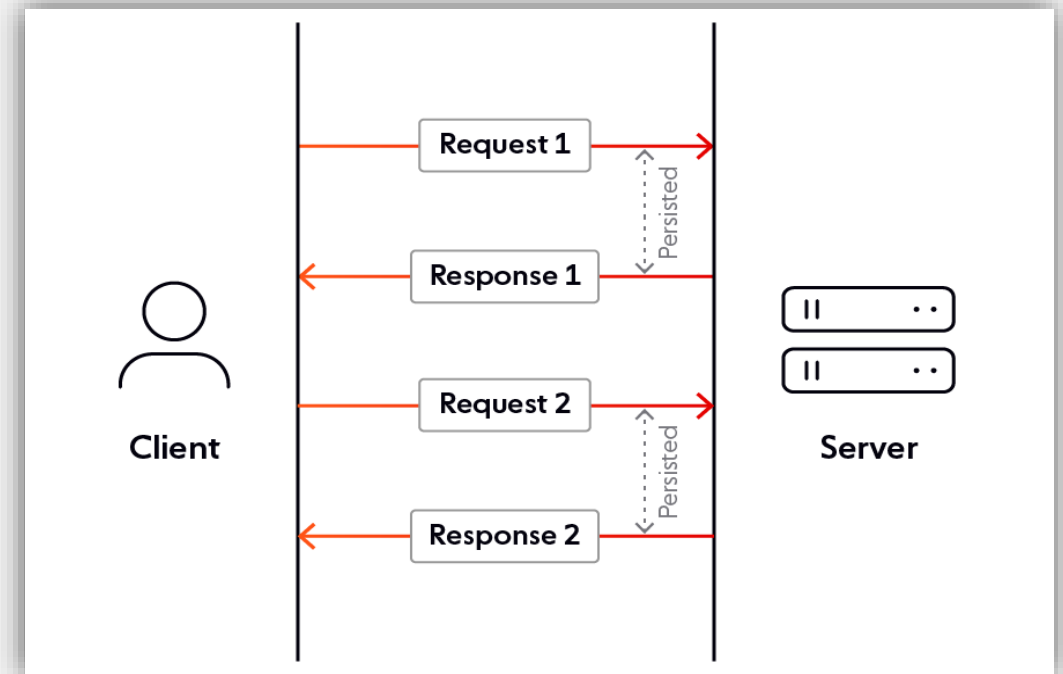 Request 1
Persisted
Response 1
Request 2
Client
Server
Persisted
Response 2